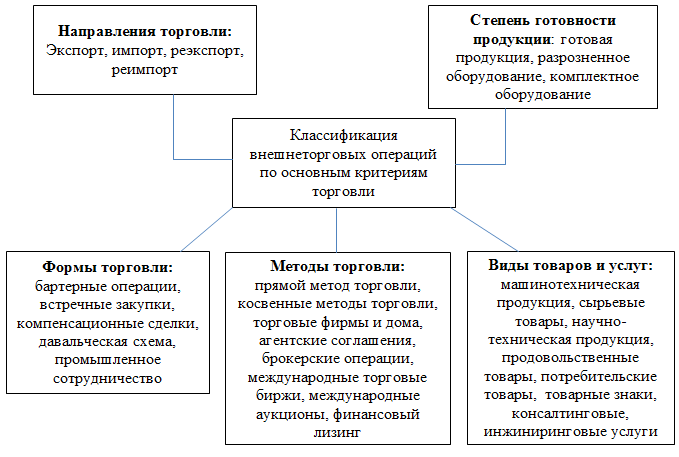 Направления торговли:
Экспорт, импорт, реэкспорт,
реимпорт
Степень готовности
продукции: готовая
продукция, разрозненное
оборудование, комплектное
оборудование
Классификация
внешнеторговых операций
по основным критериям
торговли
Формы торговли:
бартерные операции,
встречные закупки,
компенсационные сделки,
давальческая схема,
промышленное
сотрудничество
Методы торговли:
прямой метод торговли,
косвенные методы торговли,
торговые фирмы и дома,
агентские соглашения,
брокерские операции,
международные торговые
биржи, международные
аукционы, финансовый
лизинг
Виды товаров и услуг:
машинотехническая
продукция, сырьевые
товары, научно-
техническая продукция,
продовольственные
товары, потребительские
товары, товарные знаки,
консалтинговые,
инжиниринговые услуги